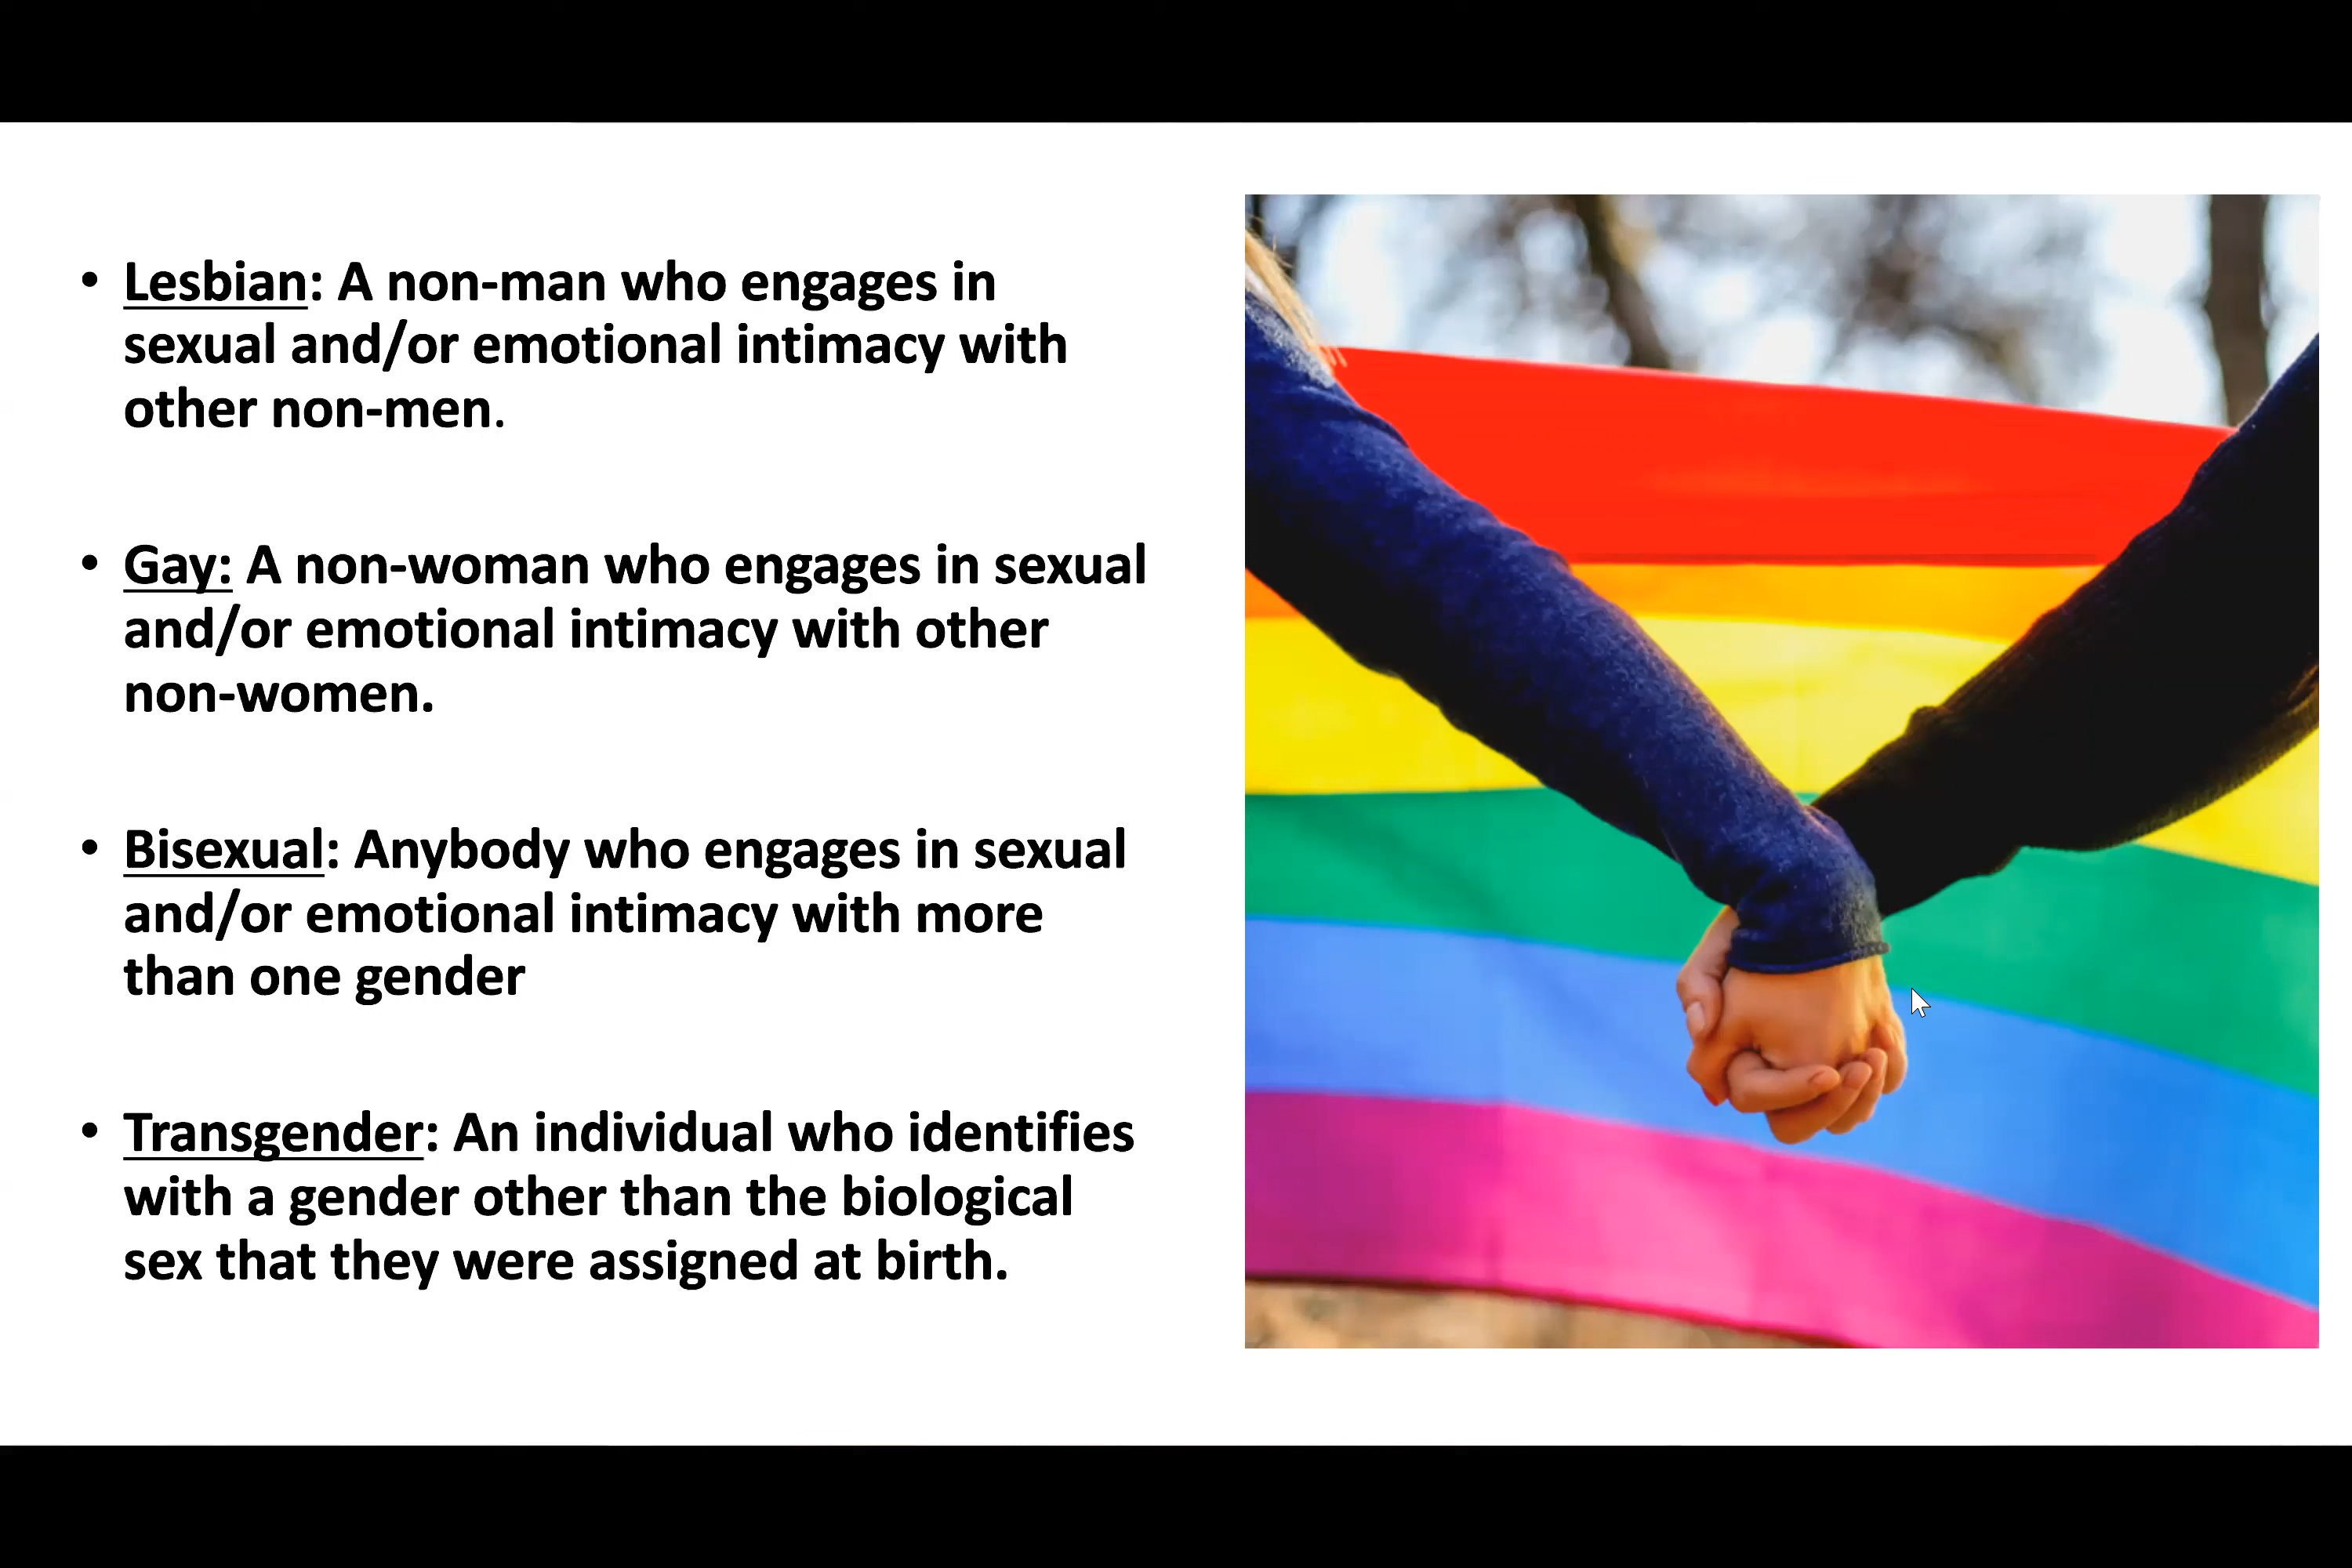 • Lesbian: A non-man who engages in
sexual and/or emotional intimacy with
other non-men.
• Gay: A non-woman who engages in sexual
and/or emotional intimacy with other
non-women.
• Bisexual: Anybody who engages in sexual
and/or emotional intimacy with more
than one gender
• Transgender: An individual who identifies
with a gender other than the biological
sex that they were assigned at birth.